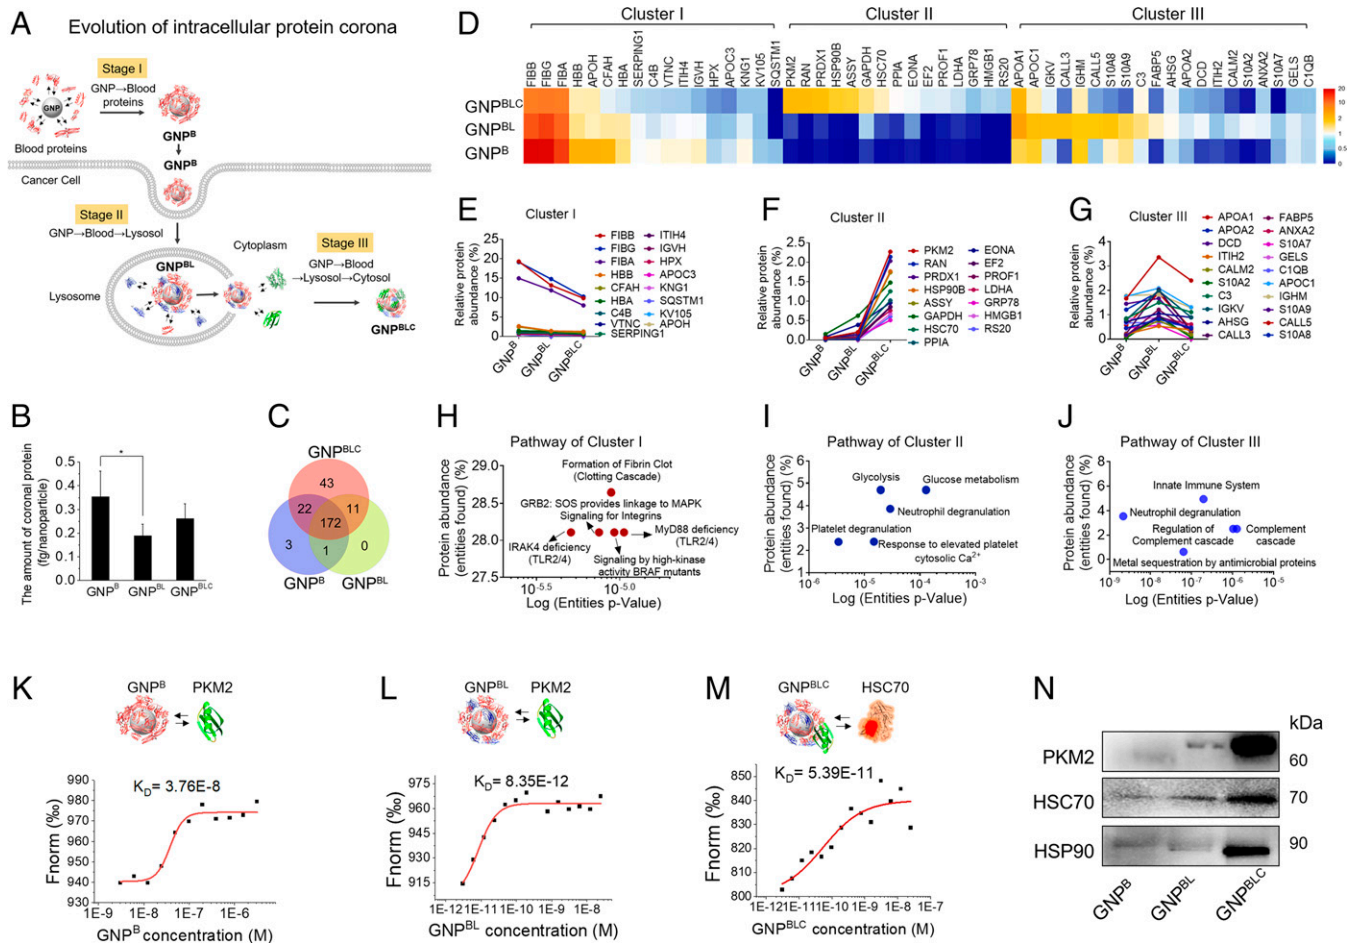 A
Evolution of intracellular protein corona
Stage I
GNP→Blood
proteins
GNP
Blood proteins
GNPᴮ
GNPᴮ
Cancer Cell
Stage II
GNP→Blood→Lysosol
Cytoplasm
Stage III
GNP→Blood
→Lysosol→Cytosol
GNPᴮᴸ
Lysosome
GNPᴮᴸᶜ
B
The amount of coronal protein
(fg/nanoparticle)
0.5
0.4
0.3
0.2
0.1
0.0
*
GNPᴮ
GNPᴮᴸ
GNPᴮᴸᶜ
C
GNPᴮᴸᶜ
43
22
11
172
3
1
0
GNPᴮ
GNPᴮᴸ
D
Cluster I
Cluster II
Cluster III
FIBB
FIBG
FIBA
HBB
APOH
CFAH
HBA
SERPING1
C4B
VTNC
ITIH4
IGVH
HPX
APOC3
KNG1
KV105
SQSTM1
PKM2
RAN
PRDX1
HSP90B
ASSY
GAPDH
HSC70
PPIA
EONA
EF2
PROF1
LDHA
GRP78
HMGB1
RS20
APOA1
APOC1
IGKV
CALL3
IGHM
CALL5
S10A8
S10A9
C3
FABP5
AHSG
APOA2
DCD
ITIH2
CALM2
S10A2
ANXA2
S10A7
GELS
C1QB
GNPᴮᴸᶜ
GNPᴮᴸ
GNPᴮ
20
10
2
1
0.5
0
E
Cluster I
Relative protein
abundance (%)
25
20
15
10
5
0
GNPᴮ
GNPᴮᴸ
GNPᴮᴸᶜ
FIBB
FIBG
FIBA
HBB
CFAH
HBA
C4B
VTNC
SERPING1
ITIH4
IGVH
HPX
APOC3
KNG1
SQSTM1
KV105
APOH
F
Cluster II
Relative protein
abundance (%)
2.5
2.0
1.5
1.0
0.5
0.0
GNPᴮ
GNPᴮᴸ
GNPᴮᴸᶜ
PKM2
RAN
PRDX1
HSP90B
ASSY
GAPDH
HSC70
PPIA
EONA
EF2
PROF1
LDHA
GRP78
HMGB1
RS20
G
Cluster III
Relative protein
abundance (%)
4
3
2
1
0
GNPᴮ
GNPᴮᴸ
GNPᴮᴸᶜ
APOA1
APOA2
DCD
ITIH2
CALM2
S10A2
C3
IGKV
AHSG
CALL3
FABP5
ANXA2
S10A7
GELS
C1QB
APOC1
IGHM
S10A9
CALL5
S10A8
H
Pathway of Cluster I
Protein abundance
(entities found) (%)
29.0
28.5
28.0
27.5
Formation of Fibrin Clot
(Clotting Cascade)
GRB2: SOS provides linkage to MAPK
Signaling for Integrins
MyD88 deficiency
(TLR2/4)
IRAK4 deficiency
(TLR2/4)
Signaling by high-kinase
activity BRAF mutants
10⁻⁵·⁵
10⁻⁵·⁰
Log (Entities p-Value)
I
Pathway of Cluster II
Protein abundance
(entities found) (%)
6
5
4
3
2
1
Glycolysis
Glucose metabolism
Neutrophil degranulation
Platelet degranulation
Response to elevated platelet
cytosolic Ca²⁺
10⁻⁶
10⁻⁵
10⁻⁴
10⁻³
Log (Entities p-Value)
J
Pathway of Cluster III
Protein abundance
(entities found) (%)
8
6
4
2
0
Innate Immune System
Neutrophil degranulation
Regulation of
Complement cascade
Complement
cascade
Metal sequestration by antimicrobial proteins
10⁻⁹
10⁻⁸
10⁻⁷
10⁻⁶
10⁻⁵
Log (Entities p-Value)
K
GNPᴮ
PKM2
K_D= 3.76E-8
Fnorm (‰)
990
980
970
960
950
940
930
1E-9
1E-8
1E-7
1E-6
GNPᴮ concentration (M)
L
GNPᴮᴸ
PKM2
K_D= 8.35E-12
Fnorm (‰)
975
960
945
930
915
1E-12
1E-11
1E-10
1E-9
1E-8
GNPᴮᴸ concentration (M)
M
GNPᴮᴸᶜ
HSC70
K_D= 5.39E-11
Fnorm (‰)
850
840
830
820
810
800
1E-12
1E-11
1E-10
1E-9
1E-8
1E-7
GNPᴮᴸᶜ concentration (M)
N
kDa
PKM2
60
HSC70
70
HSP90
90
GNPᴮ
GNPᴮᴸ
GNPᴮᴸᶜ